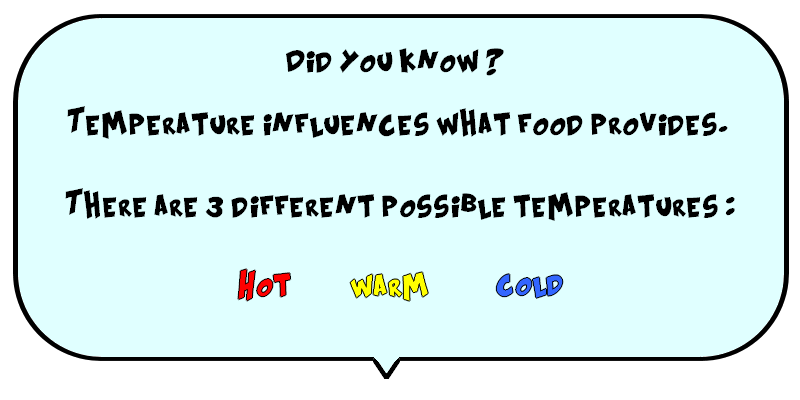 Did you know ?
Temperature influences what food provides.
There are 3 different possible temperatures :
Hot warm Cold